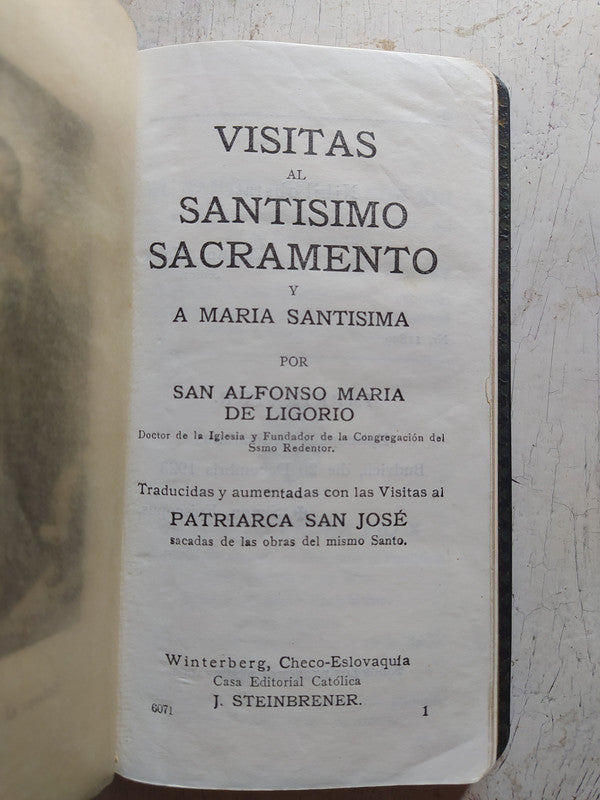 VISITAS
AL
SANTISIMO
SACRAMENTO
Y
A MARIA SANTISIMA
POR
SAN ALFONSO MARIA
DE LIGORIO
Doctor de la Iglesia y Fundador de la Congregación del
Ssmo Redentor.
Traducidas y aumentadas con las Visitas al
PATRIARCA SAN JOSÉ
sacadas de las obras del mismo Santo.
Winterberg, Checo-Eslovaquía
Casa Editorial Católica
J. STEINBRENER.
6071
1